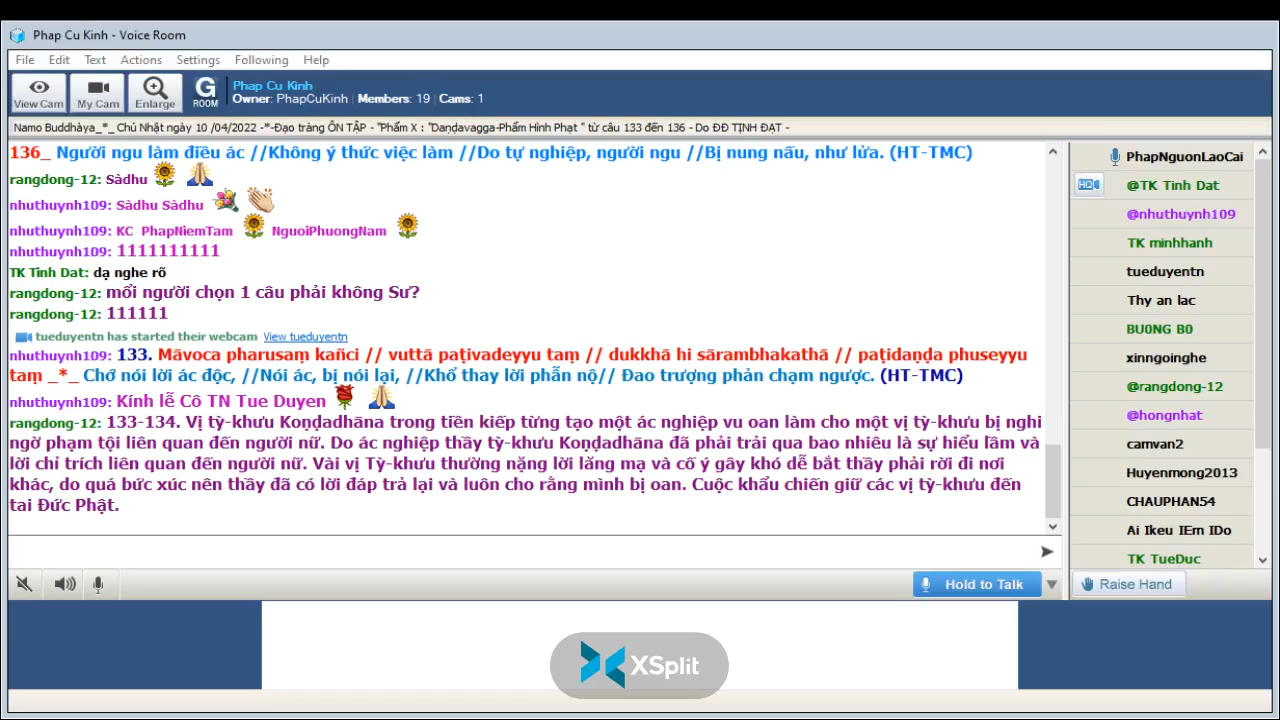 Phap Cu Kinh - Voice Room
File Edit Text Actions Settings Following Help
View Cam My Cam Enlarge G ROOM
Phap Cu Kinh
Owner: PhapCuKinh | Members: 19 | Cams: 1
Namo Buddhàya_*_ Chủ Nhật ngày 10 /04/2022 -*-Đạo tràng ÔN TẬP - "Phẩm X : "Daṇḍavagga-Phẩm Hình Phạt " từ câu 133 đến 136 - Do ĐĐ TỊNH ĐẠT -
136_ Người ngu làm điều ác //Không ý thức việc làm //Do tự nghiệp, người ngu //Bị nung nấu, như lửa. (HT-TMC)
rangdong-12: Sàdhu
nhuthuynh109: Sàdhu Sàdhu
nhuthuynh109: KC PhapNiemTam NguoiPhuongNam
nhuthuynh109: 1111111111
TK Tinh Dat: dạ nghe rõ
rangdong-12: mổi người chọn 1 câu phải không Sư?
rangdong-12: 111111
tueduyentn has started their webcam View tueduyentn
nhuthuynh109: 133. Māvoca pharusaṃ kañci // vuttā paṭivadeyyu taṃ // dukkhā hi sārambhakathā // paṭidaṇḍa phuseyyu
taṃ _*_ Chớ nói lời ác độc, //Nói ác, bị nói lại, //Khổ thay lời phẫn nộ// Đao trượng phản chạm ngược. (HT-TMC)
nhuthuynh109: Kính lễ Cô TN Tue Duyen
rangdong-12: 133-134. Vị tỳ-khưu Koṇḍadhāna trong tiền kiếp từng tạo một ác nghiệp vu oan làm cho một vị tỳ-khưu bị nghi
ngờ phạm tội liên quan đến người nữ. Do ác nghiệp thầy tỳ-khưu Koṇḍadhāna đã phải trải qua bao nhiêu là sự hiểu lầm và
lời chỉ trích liên quan đến người nữ. Vài vị Tỳ-khưu thường nặng lời lăng mạ và cố ý gây khó dễ bắt thầy phải rời đi nơi
khác, do quá bức xúc nên thầy đã có lời đáp trả lại và luôn cho rằng mình bị oan. Cuộc khẩu chiến giữ các vị tỳ-khưu đến
tai Đức Phật.
PhapNguonLaoCai
HQ @TK Tinh Dat
@nhuthuynh109
TK minhhanh
tueduyentn
Thy an lac
BU0NG B0
xinngoinghe
@rangdong-12
@hongnhat
camvan2
Huyenmong2013
CHAUPHAN54
Ai Ikeu IEm IDo
TK TueDuc
Hold to Talk
Raise Hand
XSplit